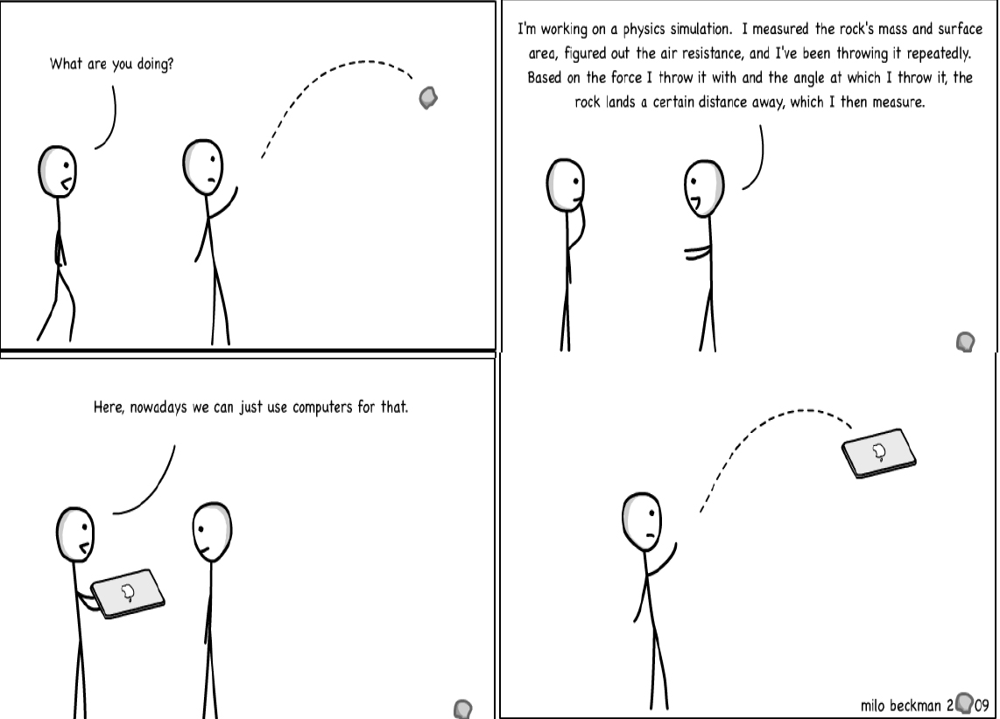 What are you doing?
I'm working on a physics simulation. I measured the rock's mass and surface
area, figured out the air resistance, and I've been throwing it repeatedly.
Based on the force I throw it with and the angle at which I throw it, the
rock lands a certain distance away, which I then measure.
Here, nowadays we can just use computers for that.
milo beckman 2009